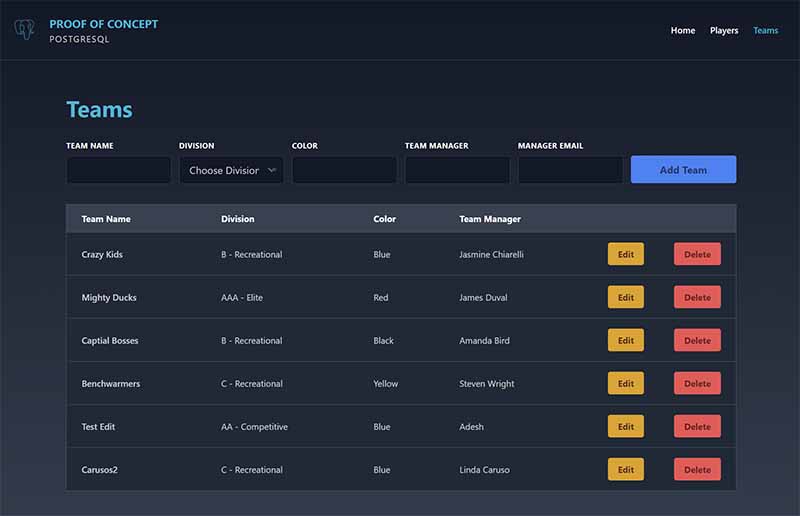 PROOF OF CONCEPT
POSTGRESQL
Home Players Teams
Teams
TEAM NAME DIVISION COLOR TEAM MANAGER MANAGER EMAIL
Choose Division Add Team
Team Name Division Color Team Manager
Crazy Kids B - Recreational Blue Jasmine Chiarelli Edit Delete
Mighty Ducks AAA - Elite Red James Duval Edit Delete
Captial Bosses B - Recreational Black Amanda Bird Edit Delete
Benchwarmers C - Recreational Yellow Steven Wright Edit Delete
Test Edit AA - Competitive Blue Adesh Edit Delete
Carusos2 C - Recreational Blue Linda Caruso Edit Delete